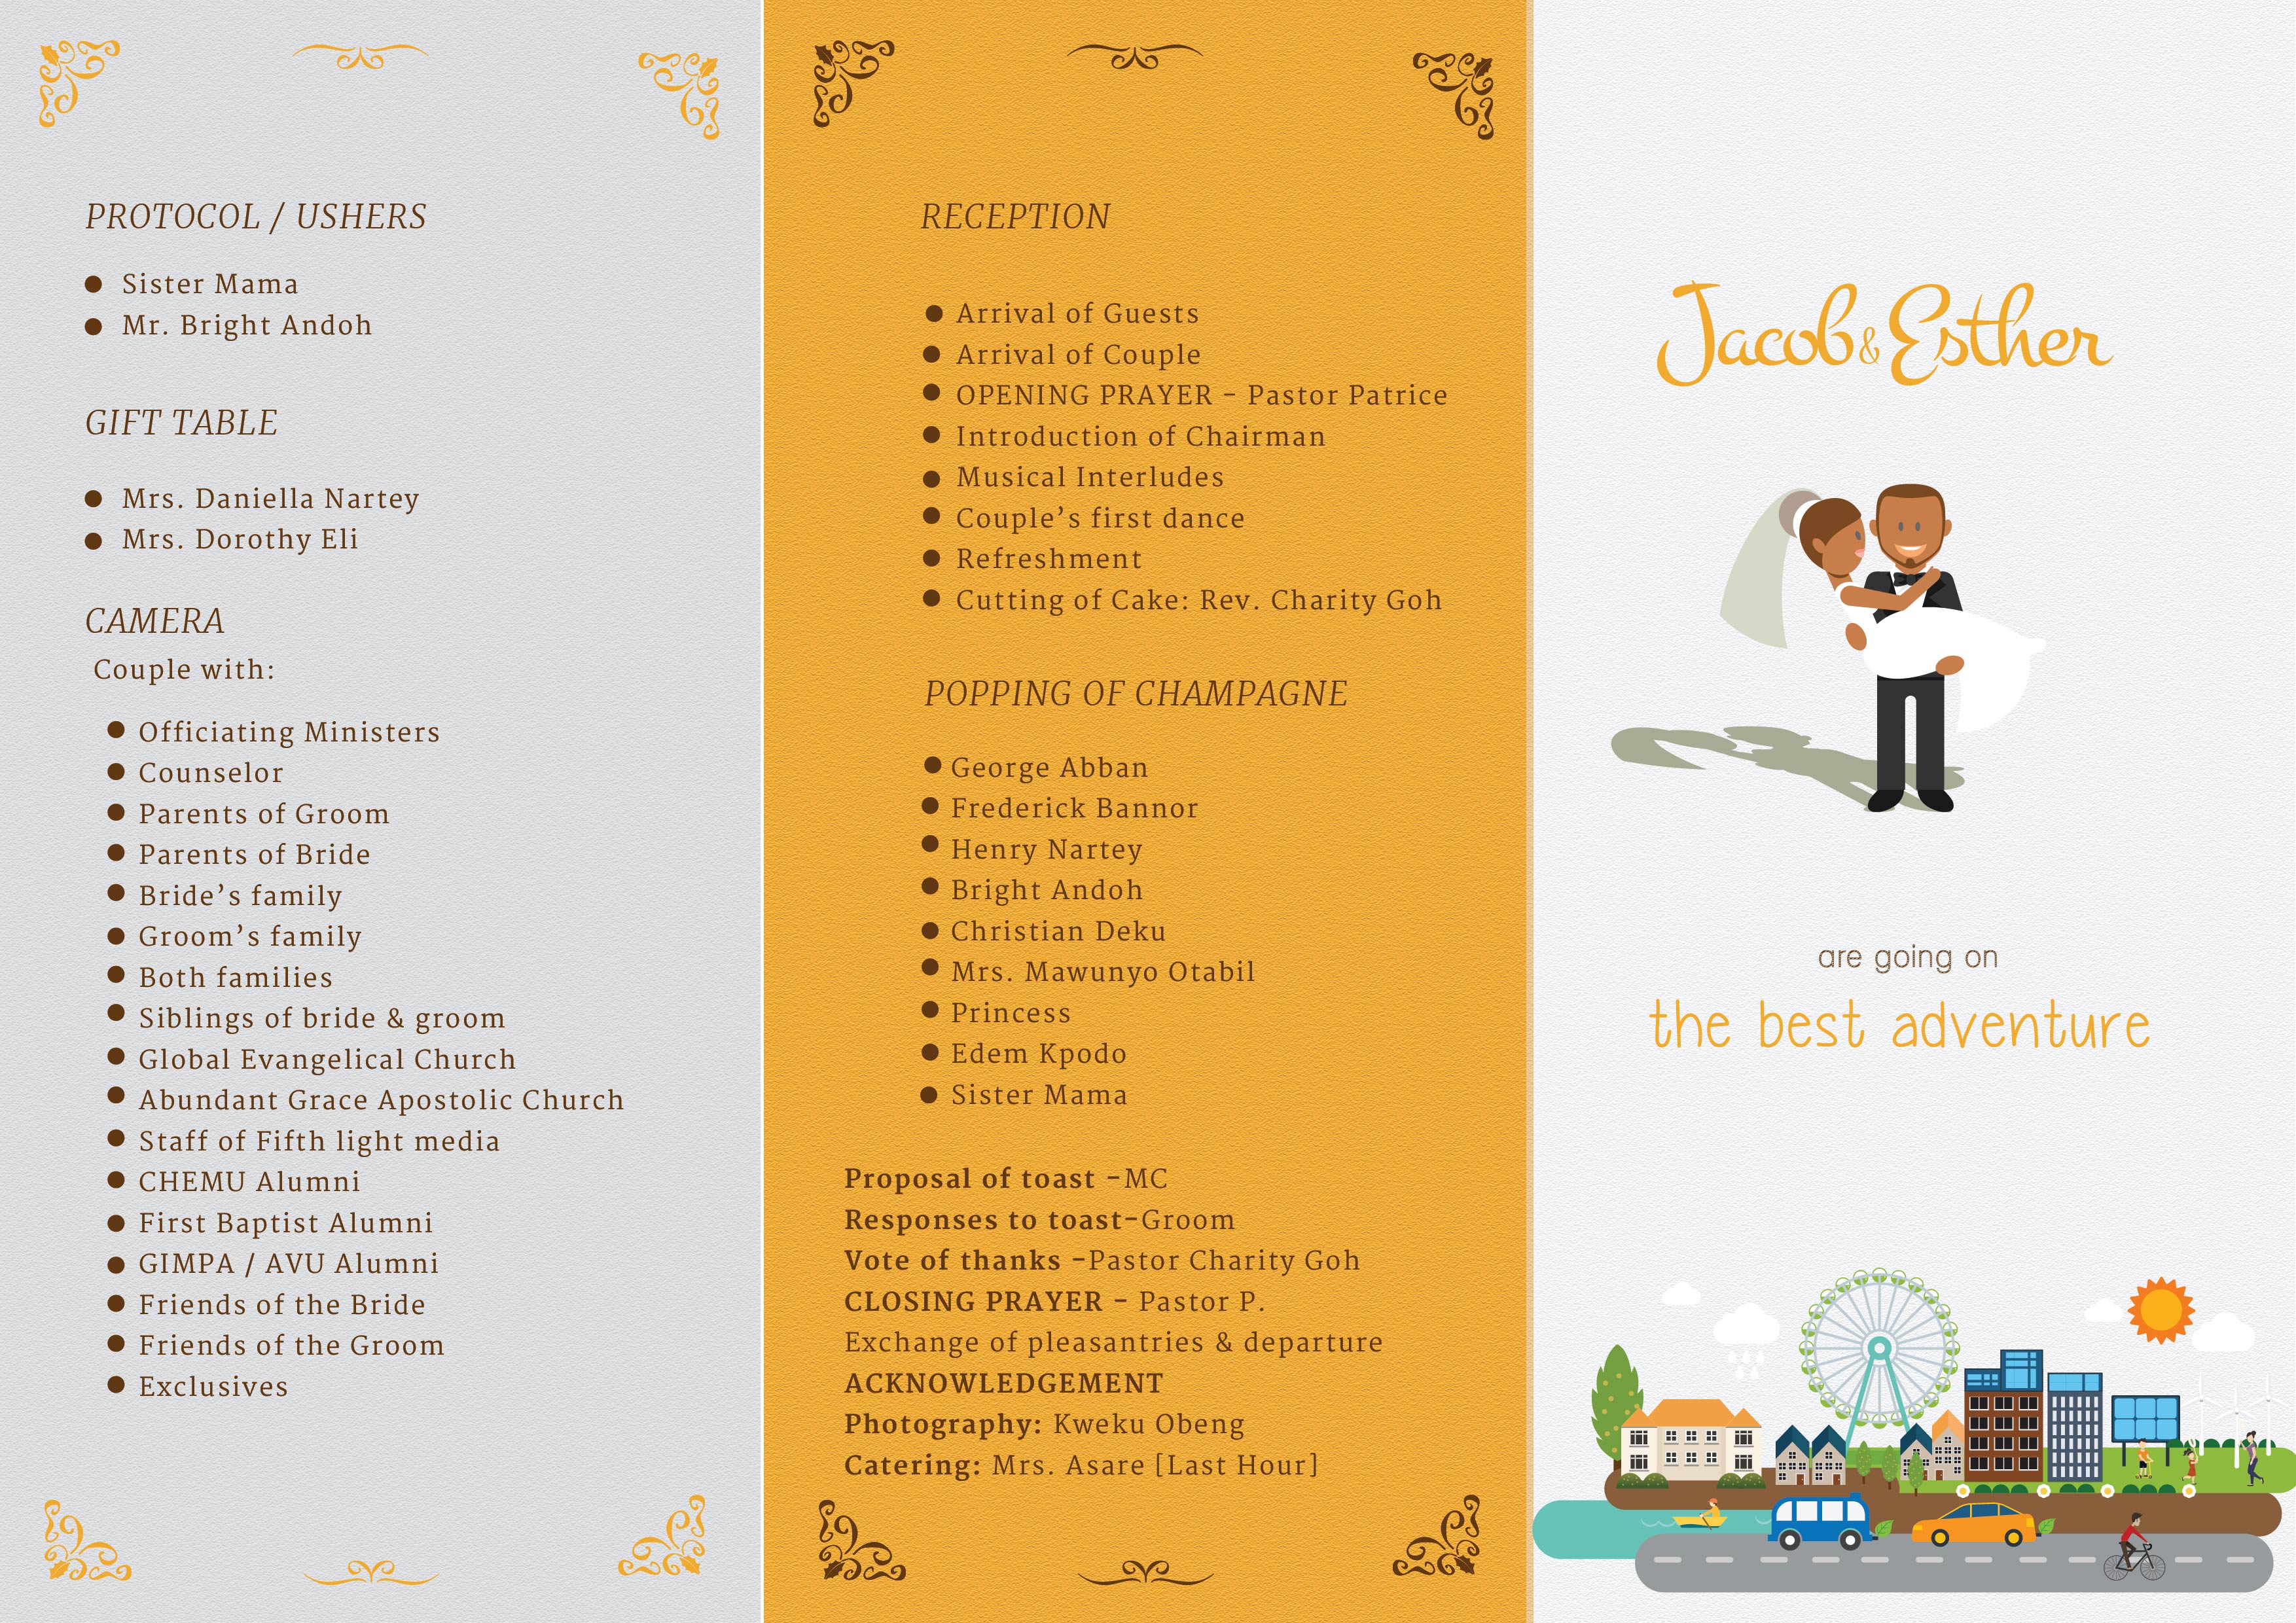 PROTOCOL / USHERS
● Sister Mama
● Mr. Bright Andoh
GIFT TABLE
● Mrs. Daniella Nartey
● Mrs. Dorothy Eli
CAMERA
Couple with:
● Officiating Ministers
● Counselor
● Parents of Groom
● Parents of Bride
● Bride’s family
● Groom’s family
● Both families
● Siblings of bride & groom
● Global Evangelical Church
● Abundant Grace Apostolic Church
● Staff of Fifth light media
● CHEMU Alumni
● First Baptist Alumni
● GIMPA / AVU Alumni
● Friends of the Bride
● Friends of the Groom
● Exclusives
RECEPTION
● Arrival of Guests
● Arrival of Couple
● OPENING PRAYER – Pastor Patrice
● Introduction of Chairman
● Musical Interludes
● Couple’s first dance
● Refreshment
● Cutting of Cake: Rev. Charity Goh
POPPING OF CHAMPAGNE
● George Abban
● Frederick Bannor
● Henry Nartey
● Bright Andoh
● Christian Deku
● Mrs. Mawunyo Otabil
● Princess
● Edem Kpodo
● Sister Mama
Proposal of toast –MC
Responses to toast–Groom
Vote of thanks –Pastor Charity Goh
CLOSING PRAYER – Pastor P.
Exchange of pleasantries & departure
ACKNOWLEDGEMENT
Photography: Kweku Obeng
Catering: Mrs. Asare [Last Hour]
Jacob & Esther
are going on
the best adventure